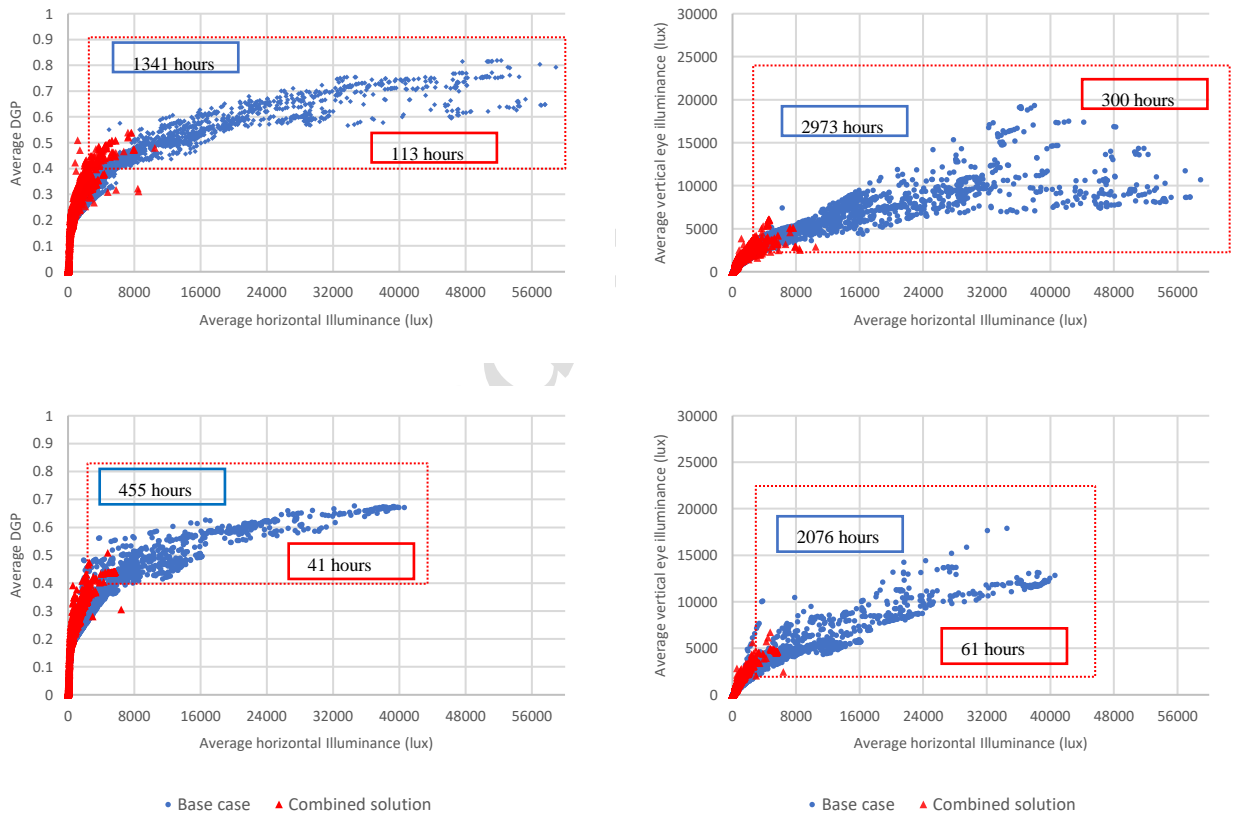 1
0.9
0.8
0.7
0.6
0.5
0.4
0.3
0.2
0.1
0
Average DGP
1341 hours
113 hours
0 8000 16000 24000 32000 40000 48000 56000
Average horizontal Illuminance (lux)
30000
25000
20000
15000
10000
5000
0
Average vertical eye illuminance (lux)
2973 hours
300 hours
0 8000 16000 24000 32000 40000 48000 56000
Average horizontal Illuminance (lux)
1
0.9
0.8
0.7
0.6
0.5
0.4
0.3
0.2
0.1
0
Average DGP
455 hours
41 hours
0 8000 16000 24000 32000 40000 48000 56000
Average horizontal Illuminance (lux)
30000
25000
20000
15000
10000
5000
0
Average vertical eye illuminance (lux)
2076 hours
61 hours
0 8000 16000 24000 32000 40000 48000 56000
Average horizontal Illuminance (lux)
Base case Combined solution
Base case Combined solution